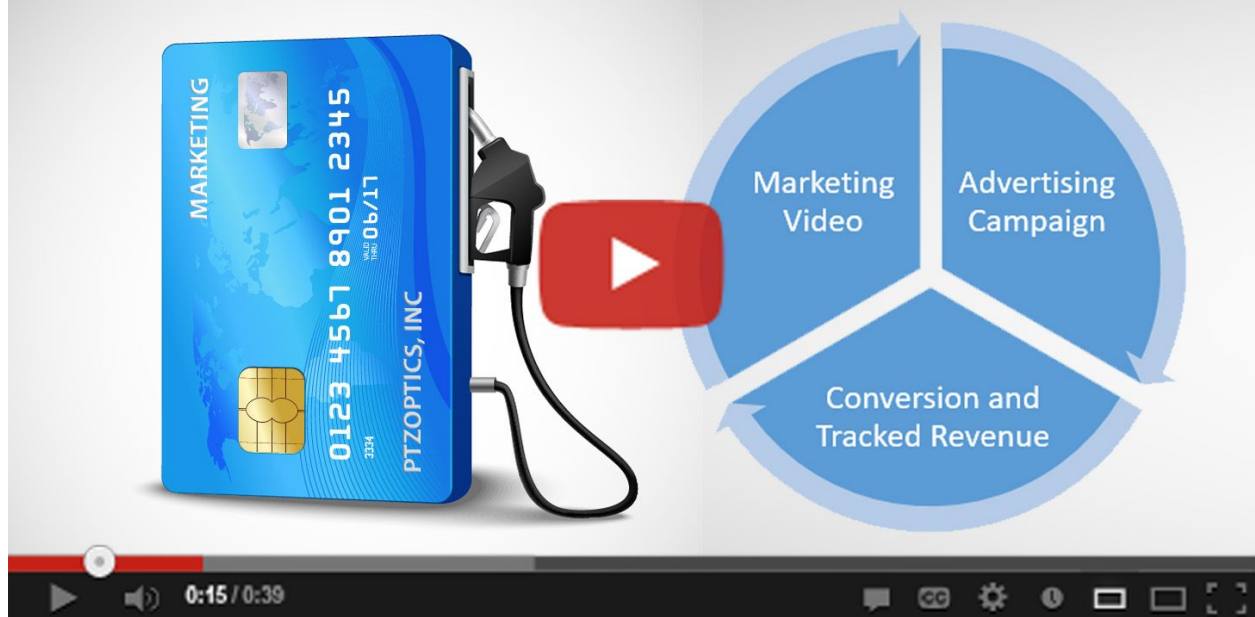 MARKETING
0123 4567 8901 2345
3334
VALID
THRU
06/17
PTZOPTICS, INC
Marketing
Video
Advertising
Campaign
Conversion and
Tracked Revenue
0:15 / 0:39
CC